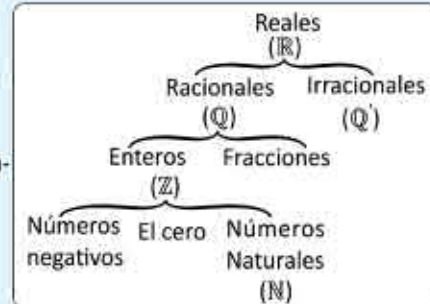 Reales
(ℝ)
Racionales Irracionales
(ℚ) (ℚ')
Enteros Fracciones
(ℤ)
Números El cero Números
negativos Naturales
(ℕ)